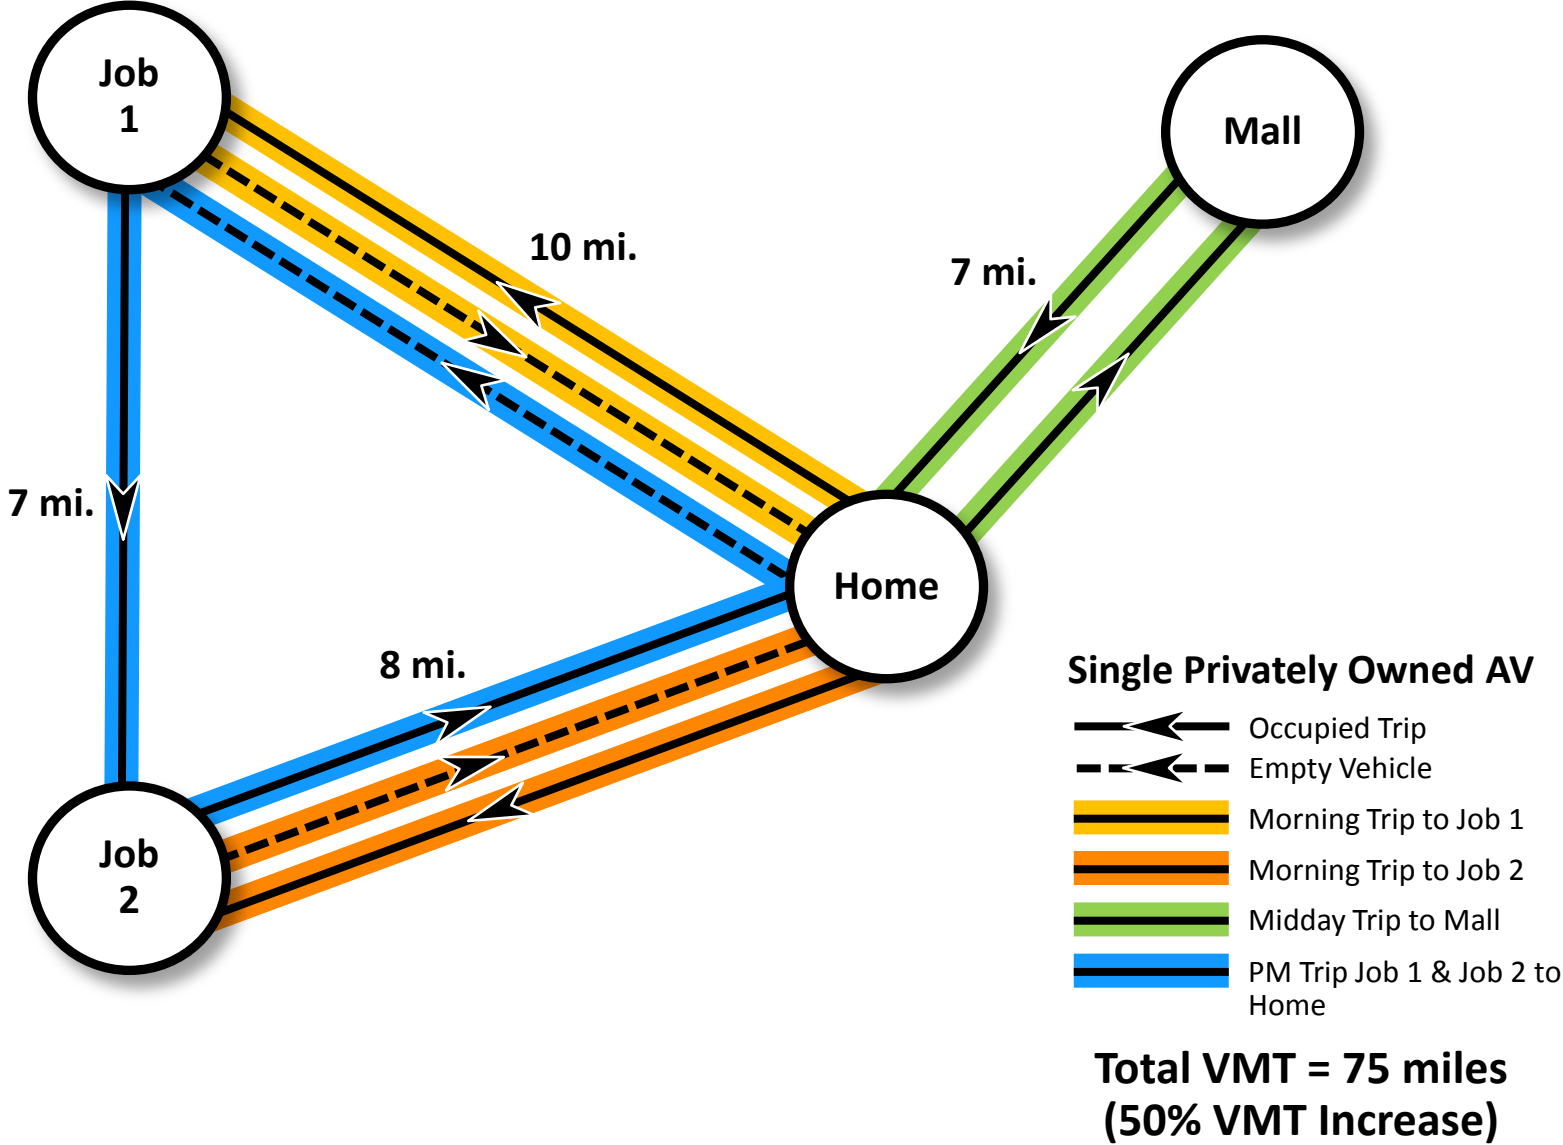 Job
1
Mall
10 mi.
7 mi.
7 mi.
Home
8 mi.
Job
2
Single Privately Owned AV
Occupied Trip
Empty Vehicle
Morning Trip to Job 1
Morning Trip to Job 2
Midday Trip to Mall
PM Trip Job 1 & Job 2 to
Home
Total VMT = 75 miles
(50% VMT Increase)